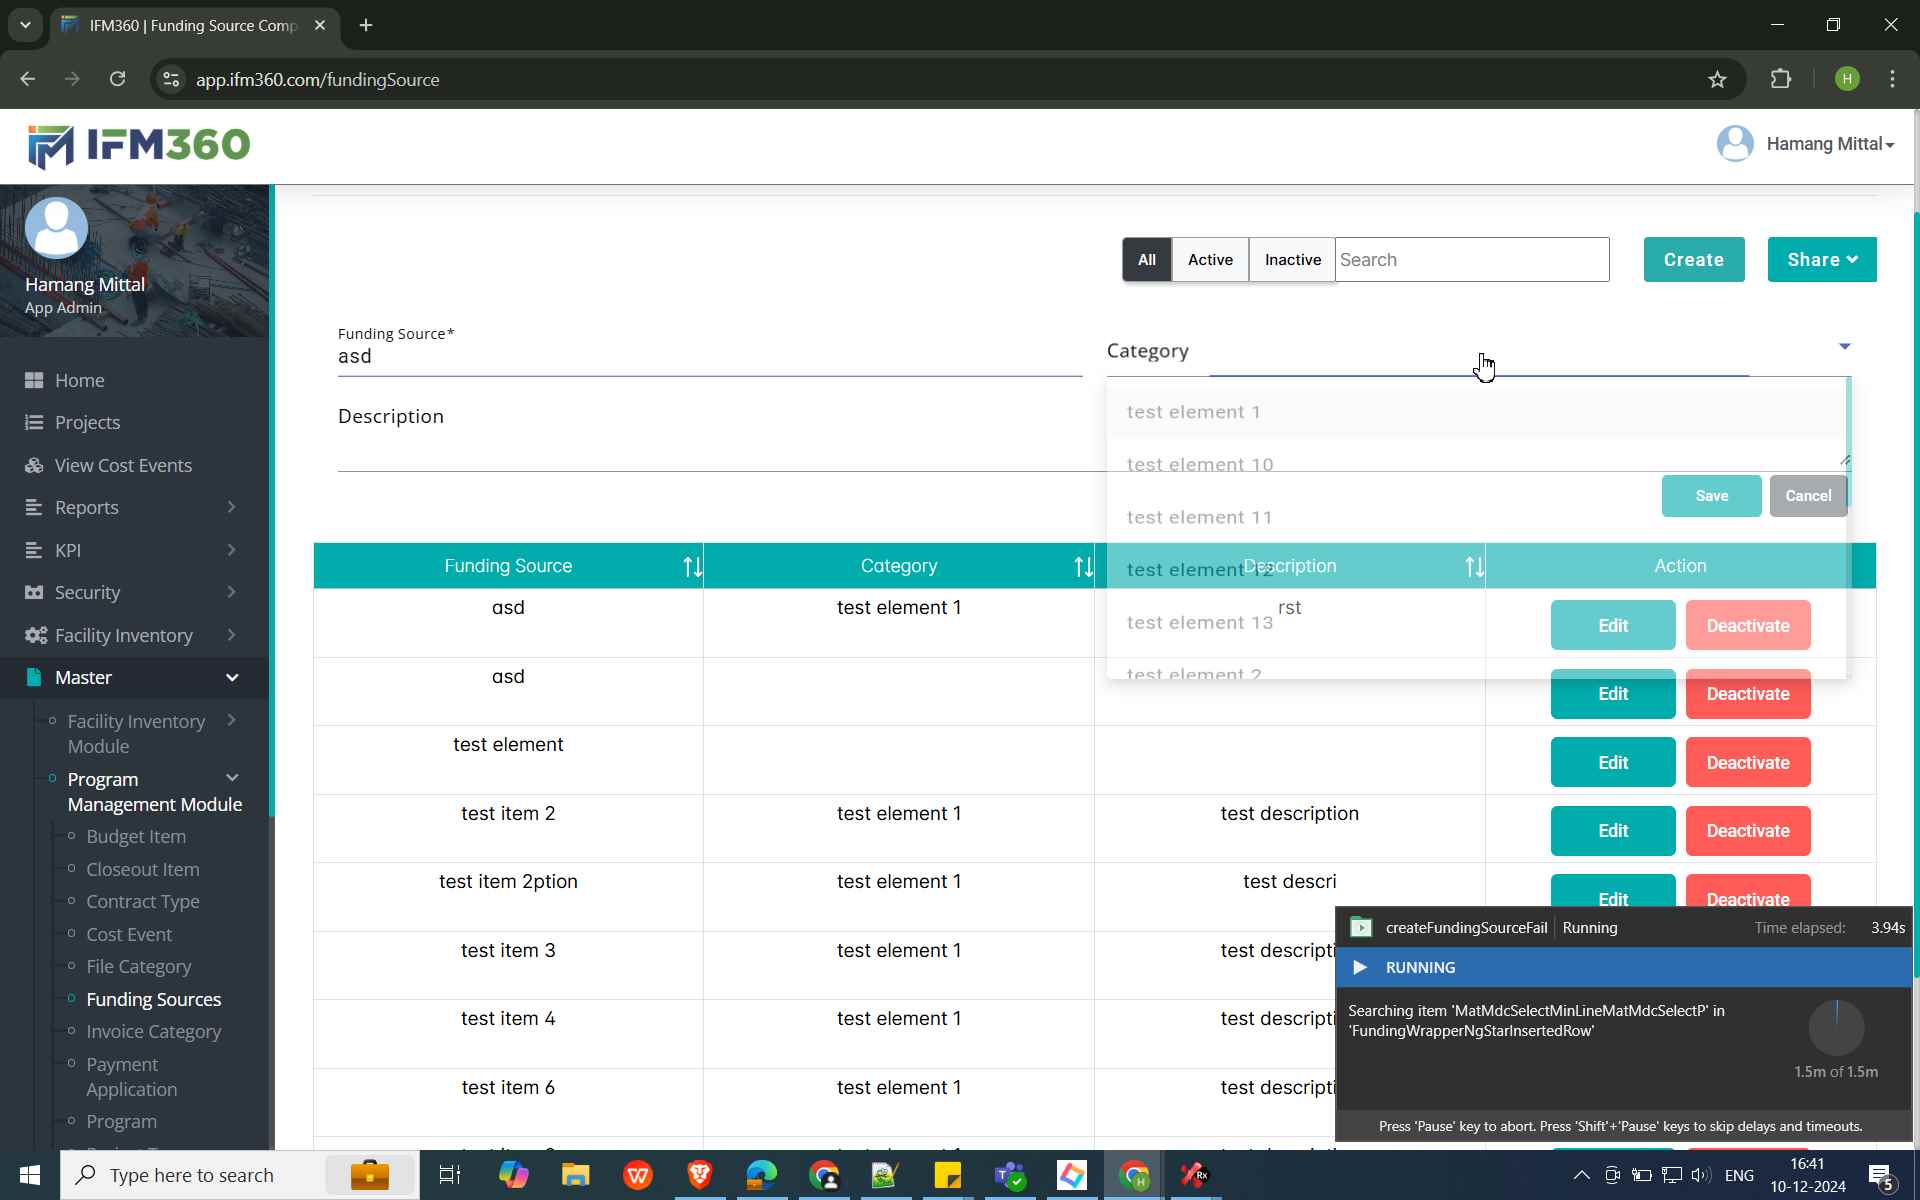 IFM360 | Funding Source Comp
app.ifm360.com/fundingSource
H
IFM360
Hamang Mittal
Hamang Mittal
App Admin
Home
Projects
View Cost Events
Reports
KPI
Security
Facility Inventory
Master
Facility Inventory
Module
Program
Management Module
Budget Item
Closeout Item
Contract Type
Cost Event
File Category
Funding Sources
Invoice Category
Payment
Application
Program
All Active Inactive Search Create Share
Funding Source*
asd
Category
Description
test element 1
test element 10
test element 11
test element 12
test element 13
test element 2
Save Cancel
Funding Source Category Description Action
asd test element 1 rst Edit Deactivate
asd Edit Deactivate
test element Edit Deactivate
test item 2 test element 1 test description Edit Deactivate
test item 2ption test element 1 test descri Edit Deactivate
test item 3 test element 1 test descripti
test item 4 test element 1 test descripti
test item 6 test element 1 test descripti
createFundingSourceFail Running Time elapsed: 3.94s
RUNNING
Searching item 'MatMdcSelectMinLineMatMdcSelectP' in
'FundingWrapperNgStarInsertedRow'
1.5m of 1.5m
Press 'Pause' key to abort. Press 'Shift'+'Pause' keys to skip delays and timeouts.
Type here to search
ENG
16:41
10-12-2024
5